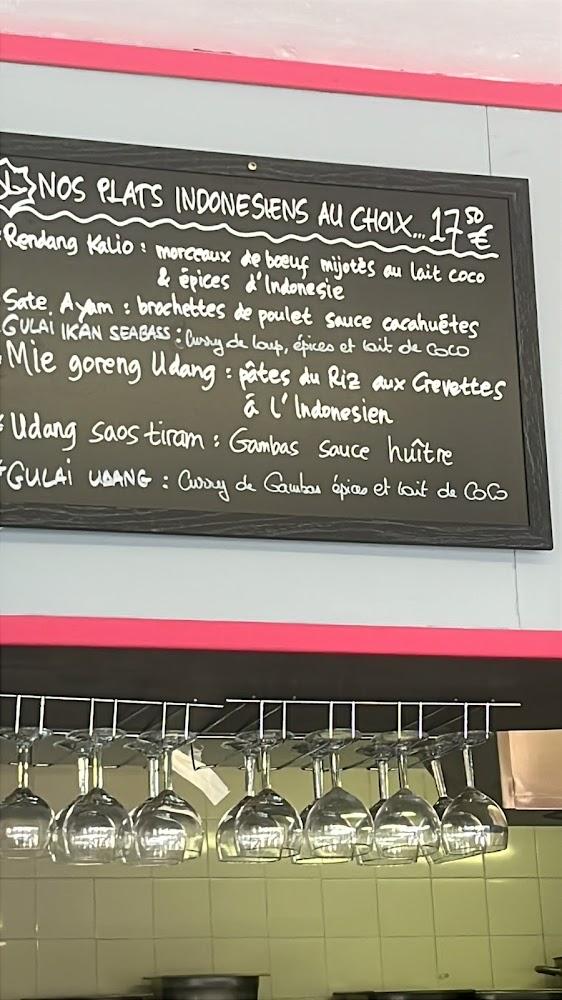 NOS PLATS INDONESIENS AU CHOIX... 17,50 €
Rendang Kalio : morceaux de bœuf mijotès au lait coco
& épices d'Indonesie
Sate Ayam : brochettes de poulet sauce cacahuétes
GULAI IKAN SEABASS : Curry de loup, épices et lait de coco
Mie goreng Udang : pâtes du Riz aux Crevettes
á l'Indonesien
Udang saos tiram : Gambas sauce huître
GULAI UDANG : Curry de Gambas épices et lait de CoCo